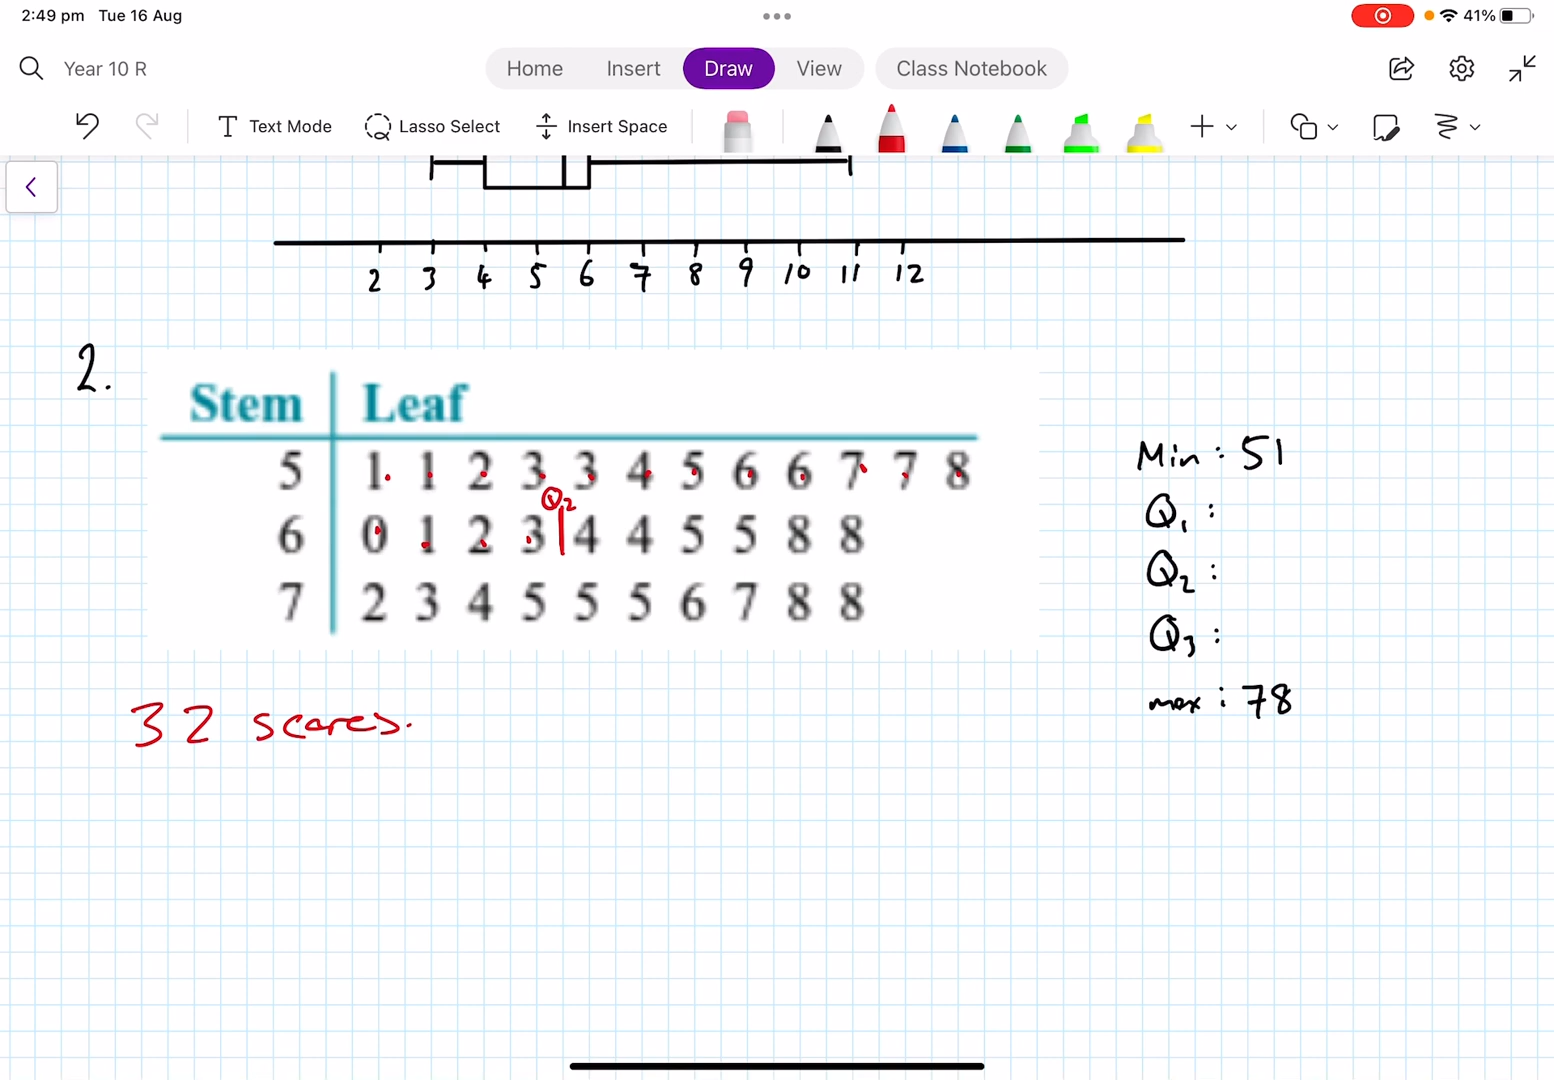 2:49 pm Tue 16 Aug
41%
Year 10 R
Home Insert Draw View Class Notebook
T Text Mode Lasso Select Insert Space
2 3 4 5 6 7 8 9 10 11 12
2.
Stem Leaf
5 1 1 2 3 3 4 5 6 6 7 7 8
Q2
6 0 1 2 3 4 4 5 5 8 8
7 2 3 4 5 5 5 6 7 8 8
Min : 51
Q1 :
Q2 :
Q3 :
max : 78
32 scores.